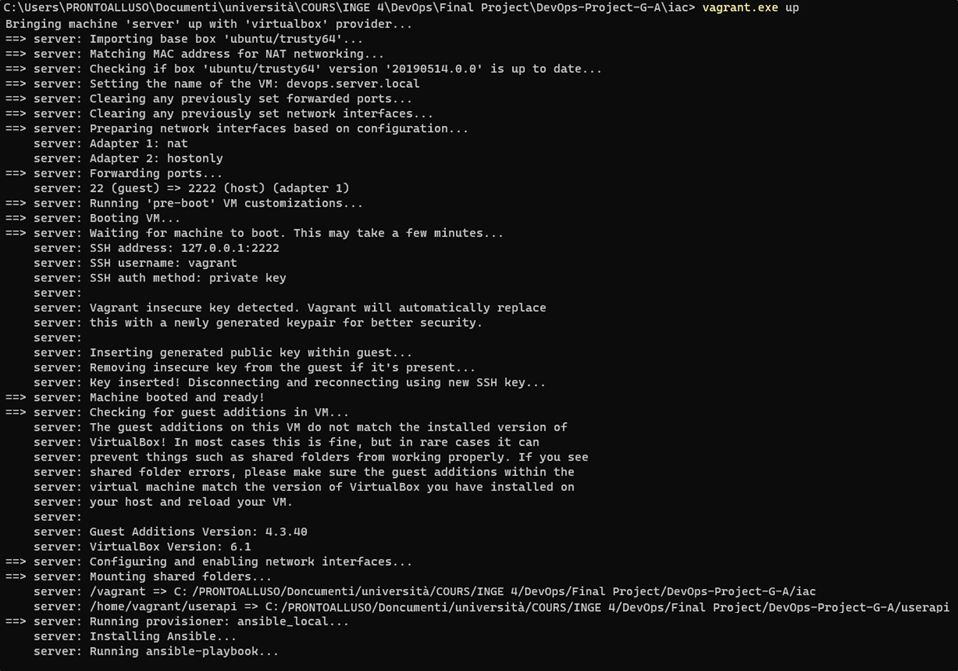 C:\Users\PRONTOALLUSO\Documenti\università\COURS\INGE 4\DevOps\Final Project\DevOps-Project-G-A\iac> vagrant.exe up
Bringing machine 'server' up with 'virtualbox' provider...
==> server: Importing base box 'ubuntu/trusty64'...
==> server: Matching MAC address for NAT networking...
==> server: Checking if box 'ubuntu/trusty64' version '20190514.0.0' is up to date...
==> server: Setting the name of the VM: devops.server.local
==> server: Clearing any previously set forwarded ports...
==> server: Clearing any previously set network interfaces...
==> server: Preparing network interfaces based on configuration...
    server: Adapter 1: nat
    server: Adapter 2: hostonly
==> server: Forwarding ports...
    server: 22 (guest) => 2222 (host) (adapter 1)
==> server: Running 'pre-boot' VM customizations...
==> server: Booting VM...
==> server: Waiting for machine to boot. This may take a few minutes...
    server: SSH address: 127.0.0.1:2222
    server: SSH username: vagrant
    server: SSH auth method: private key
    server:
    server: Vagrant insecure key detected. Vagrant will automatically replace
    server: this with a newly generated keypair for better security.
    server:
    server: Inserting generated public key within guest...
    server: Removing insecure key from the guest if it's present...
    server: Key inserted! Disconnecting and reconnecting using new SSH key...
==> server: Machine booted and ready!
==> server: Checking for guest additions in VM...
    server: The guest additions on this VM do not match the installed version of
    server: VirtualBox! In most cases this is fine, but in rare cases it can
    server: prevent things such as shared folders from working properly. If you see
    server: shared folder errors, please make sure the guest additions within the
    server: virtual machine match the version of VirtualBox you have installed on
    server: your host and reload your VM.
    server:
    server: Guest Additions Version: 4.3.40
    server: VirtualBox Version: 6.1
==> server: Configuring and enabling network interfaces...
==> server: Mounting shared folders...
    server: /vagrant => C:/PRONTOALLUSO/Doncumenti/università/COURS/INGE 4/DevOps/Final Project/DevOps-Project-G-A/iac
    server: /home/vagrant/userapi => C:/PRONTOALLUSO/Doncumenti/università/COURS/INGE 4/DevOps/Final Project/DevOps-Project-G-A/userapi
==> server: Running provisioner: ansible_local...
    server: Installing Ansible...
    server: Running ansible-playbook...